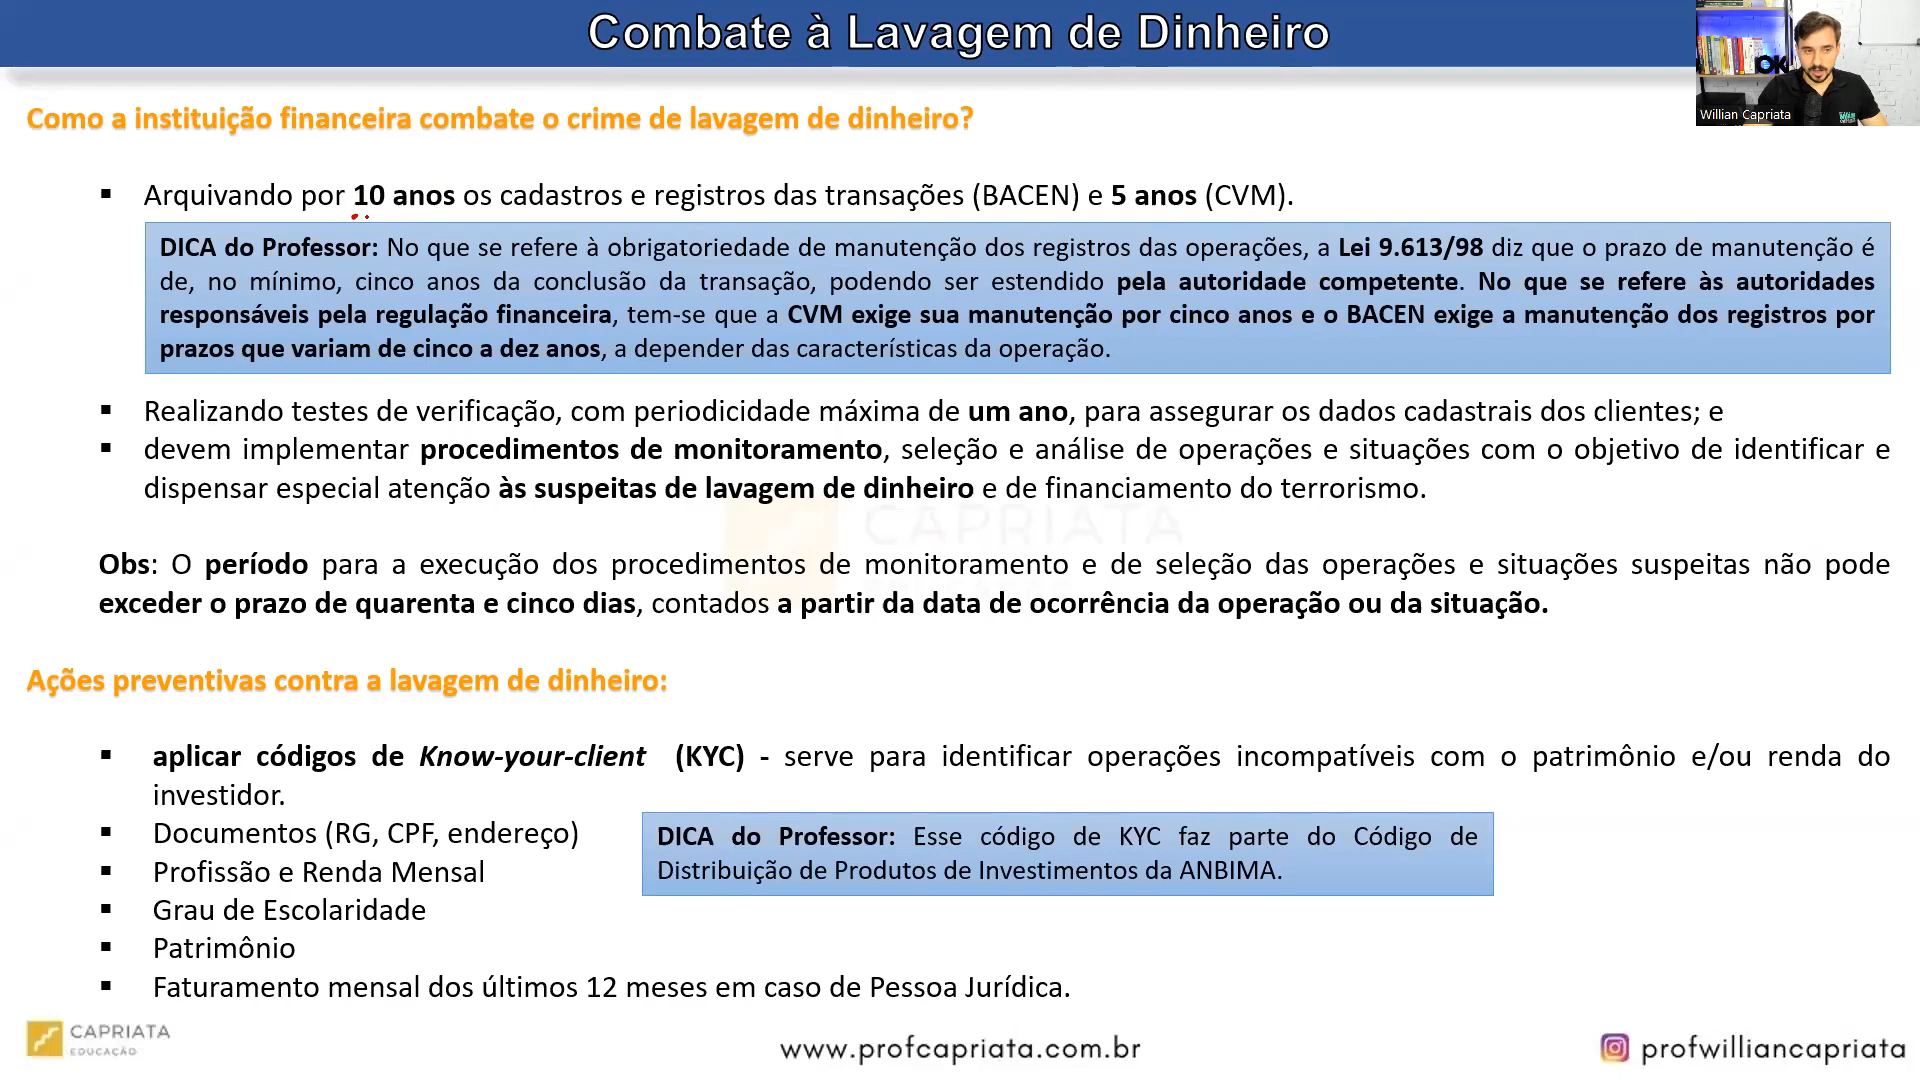 Combate à Lavagem de Dinheiro
Willian Capriata
Como a instituição financeira combate o crime de lavagem de dinheiro?
▪ Arquivando por 10 anos os cadastros e registros das transações (BACEN) e 5 anos (CVM).
DICA do Professor: No que se refere à obrigatoriedade de manutenção dos registros das operações, a Lei 9.613/98 diz que o prazo de manutenção é
de, no mínimo, cinco anos da conclusão da transação, podendo ser estendido pela autoridade competente. No que se refere às autoridades
responsáveis pela regulação financeira, tem-se que a CVM exige sua manutenção por cinco anos e o BACEN exige a manutenção dos registros por
prazos que variam de cinco a dez anos, a depender das características da operação.
▪ Realizando testes de verificação, com periodicidade máxima de um ano, para assegurar os dados cadastrais dos clientes; e
▪ devem implementar procedimentos de monitoramento, seleção e análise de operações e situações com o objetivo de identificar e
dispensar especial atenção às suspeitas de lavagem de dinheiro e de financiamento do terrorismo.
CAPRIATA
Obs: O período para a execução dos procedimentos de monitoramento e de seleção das operações e situações suspeitas não pode
exceder o prazo de quarenta e cinco dias, contados a partir da data de ocorrência da operação ou da situação.
Ações preventivas contra a lavagem de dinheiro:
▪ aplicar códigos de Know-your-client (KYC) - serve para identificar operações incompatíveis com o patrimônio e/ou renda do
investidor.
▪ Documentos (RG, CPF, endereço)
▪ Profissão e Renda Mensal
▪ Grau de Escolaridade
▪ Patrimônio
▪ Faturamento mensal dos últimos 12 meses em caso de Pessoa Jurídica.
DICA do Professor: Esse código de KYC faz parte do Código de
Distribuição de Produtos de Investimentos da ANBIMA.
CAPRIATA
EDUCAÇÃO
www.profcapriata.com.br
profwilliancapriata